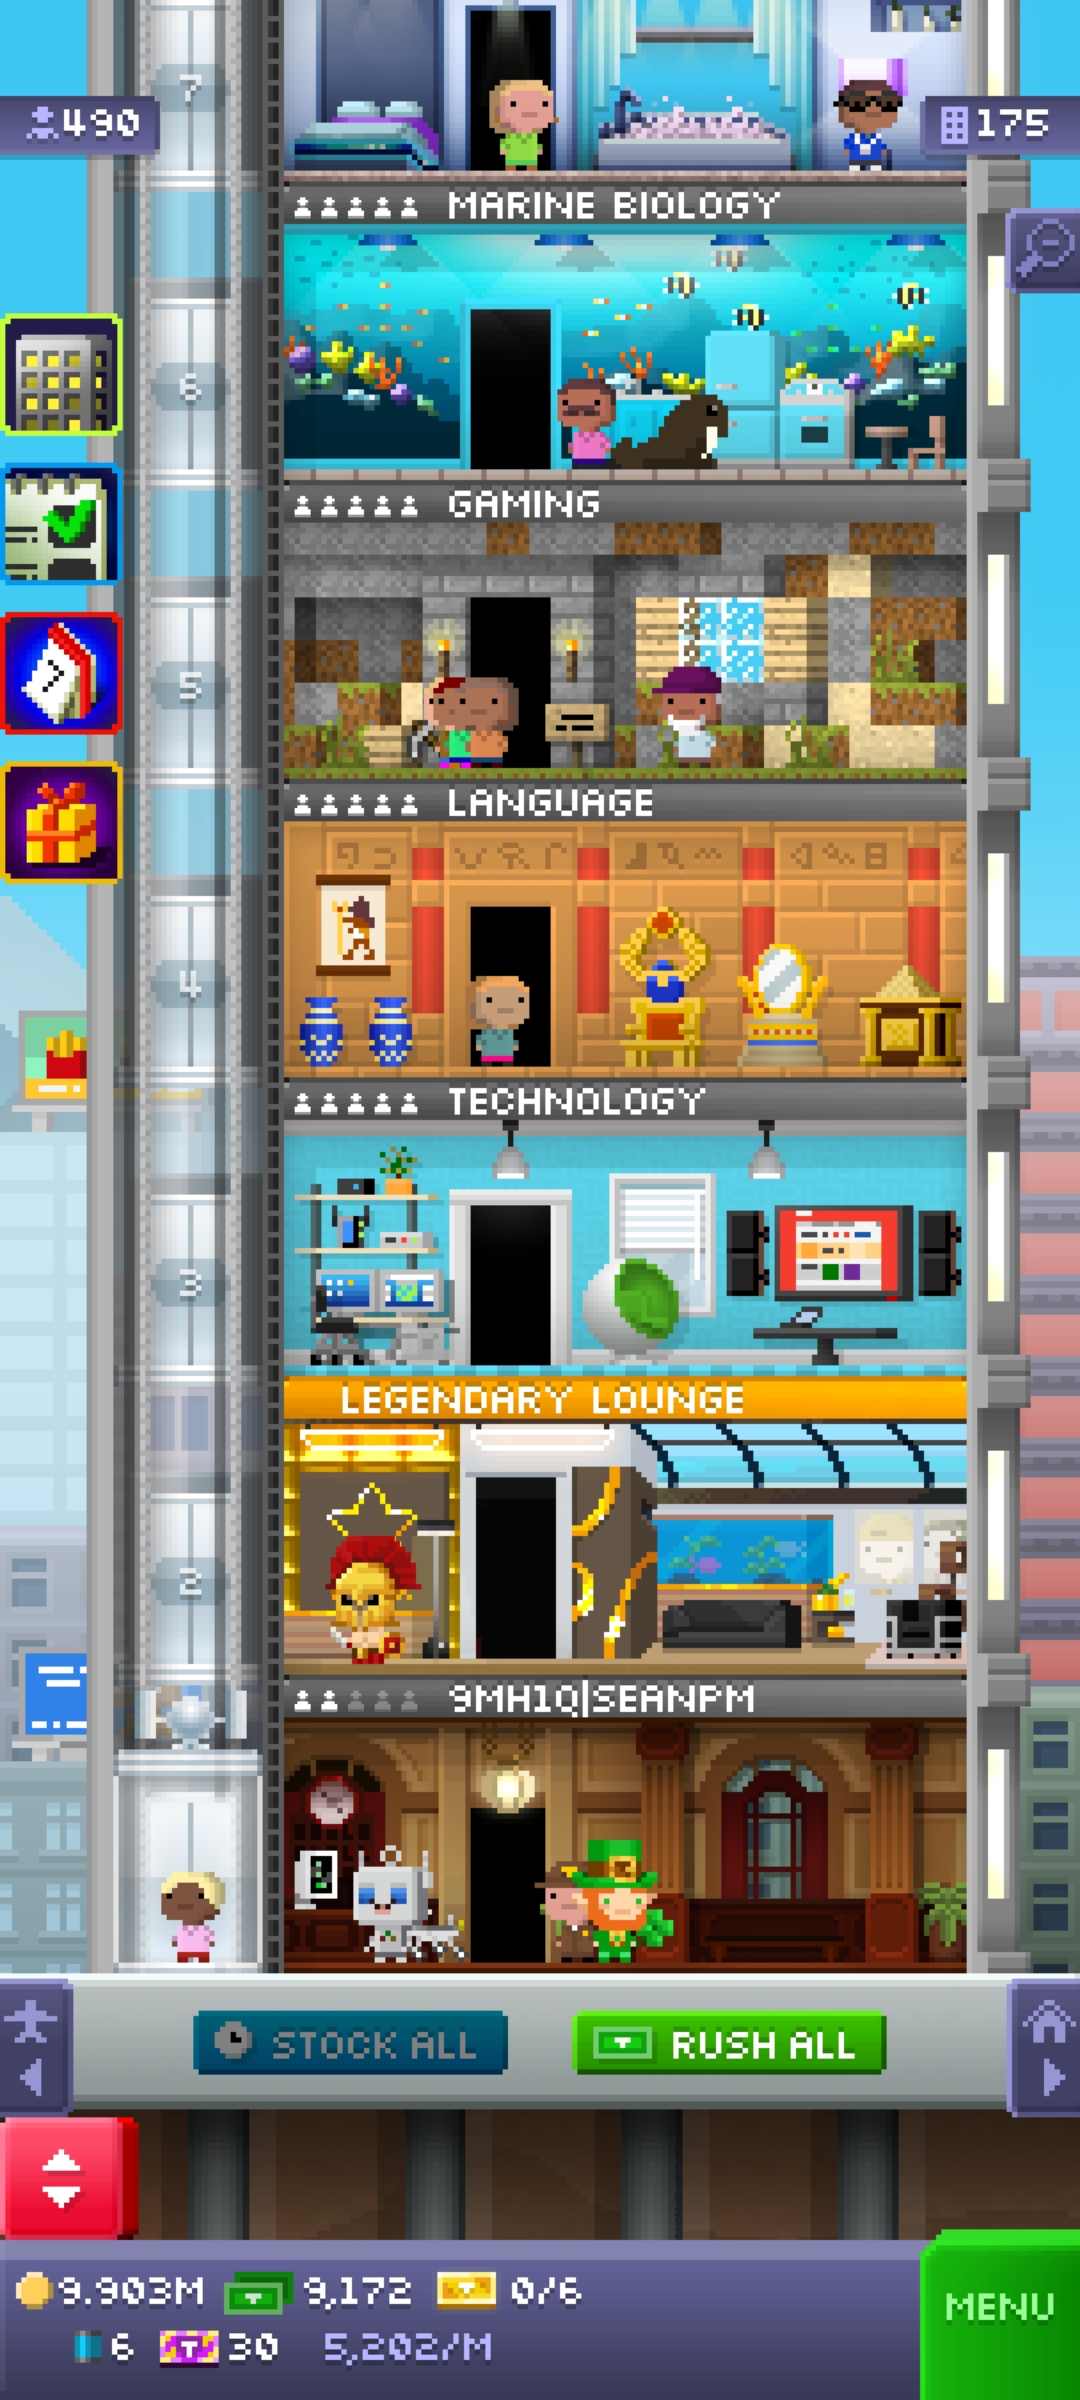 7
490
175
MARINE BIOLOGY
6
GAMING
5
LANGUAGE
4
TECHNOLOGY
3
LEGENDARY LOUNGE
2
9MH1Q|SEANPM
STOCK ALL
RUSH ALL
9.903M 9,172 0/6
6 30 5,202/M
MENU